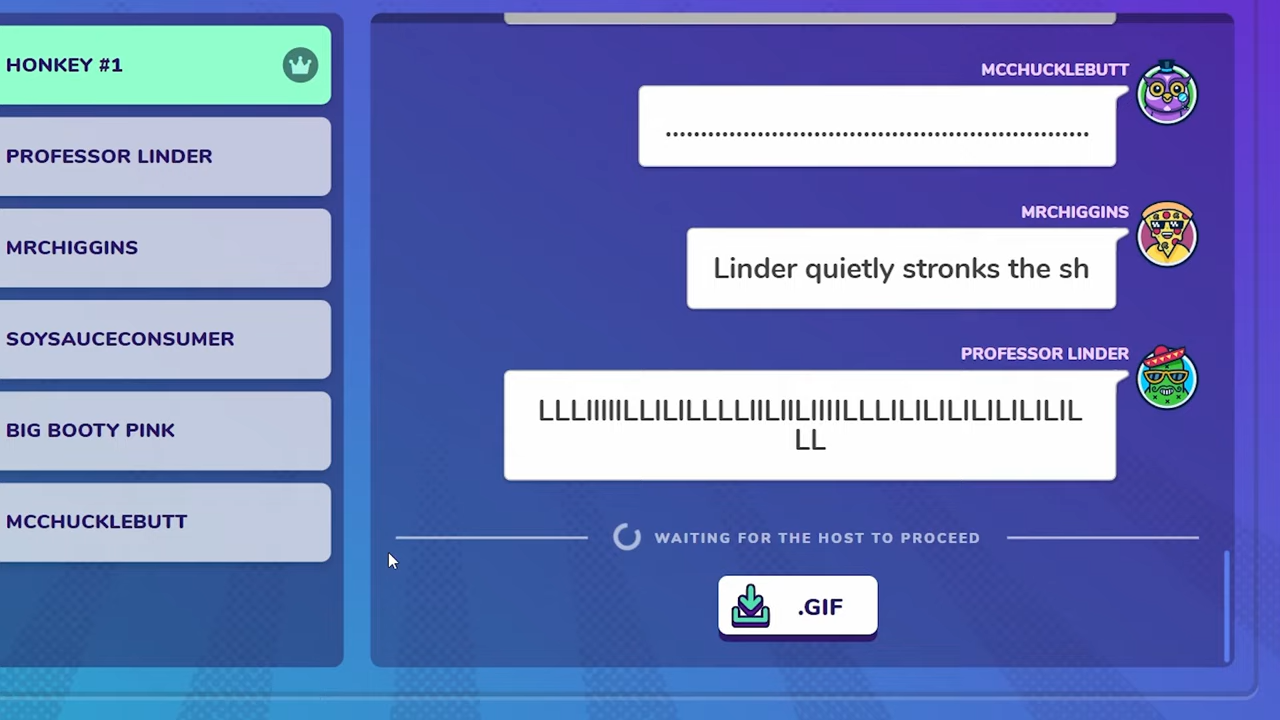 HONKEY #1
PROFESSOR LINDER
MRCHIGGINS
SOYSAUCECONSUMER
BIG BOOTY PINK
MCCHUCKLEBUTT
MCCHUCKLEBUTT
............................................................
MRCHIGGINS
Linder quietly stronks the sh
PROFESSOR LINDER
LLLIIIIILLILILLLLIILIILIIIILLLILILILILILILILIL
LL
WAITING FOR THE HOST TO PROCEED
.GIF